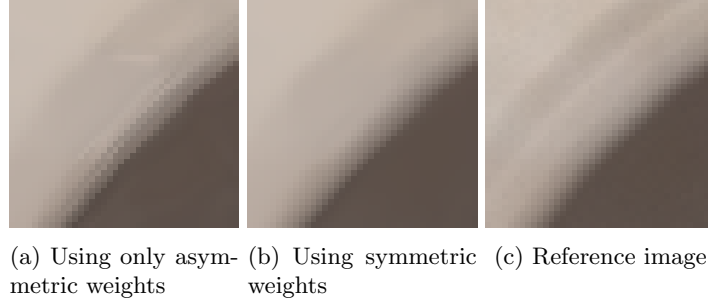 (a) Using only asym-
metric weights
(b) Using symmetric
weights
(c) Reference image